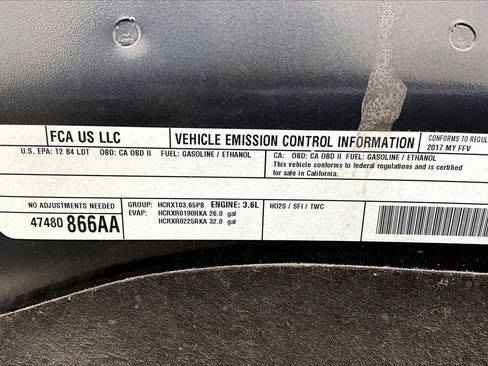 FCA US LLC
VEHICLE EMISSION CONTROL INFORMATION
CONFORMS TO REGU
2017 MY FFV
U.S. EPA: T2 B4 LDT OBD: CA OBD II FUEL: GASOLINE / ETHANOL
CA: OBD: CA OBD II FUEL: GASOLINE / ETHANOL
This vehicle conforms to federal regulations and is certified
for sale in California.
NO ADJUSTMENTS NEEDED
47480 866AA
GROUP: HCRXT03.65P8 ENGINE: 3.6L
EVAP: HCRXR0190RKA 26.0 gal
HCRXR0225RKA 32.0 gal
HO2S / SFI / TWC